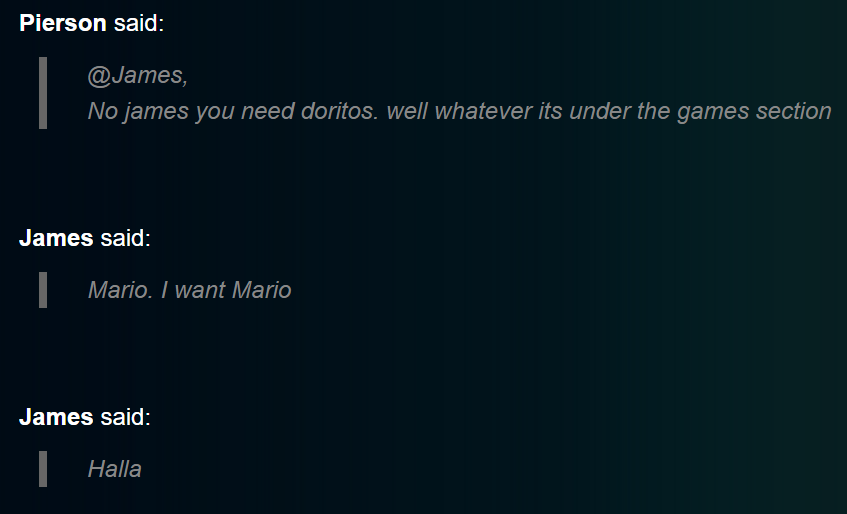 Pierson said:
@James,
No james you need doritos. well whatever its under the games section
James said:
Mario. I want Mario
James said:
Halla